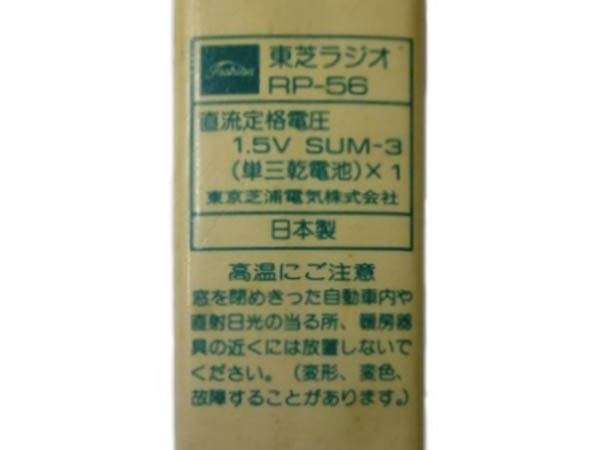 Toshiba
東芝ラジオ
RP-56
直流定格電圧
1.5V SUM-3
(単三乾電池)×1
東京芝浦電気株式会社
日本製
高温にご注意
窓を閉めきった自動車内や
直射日光の当る所、暖房器
具の近くには放置しないで
ください。(変形、変色、
故障することがあります。)